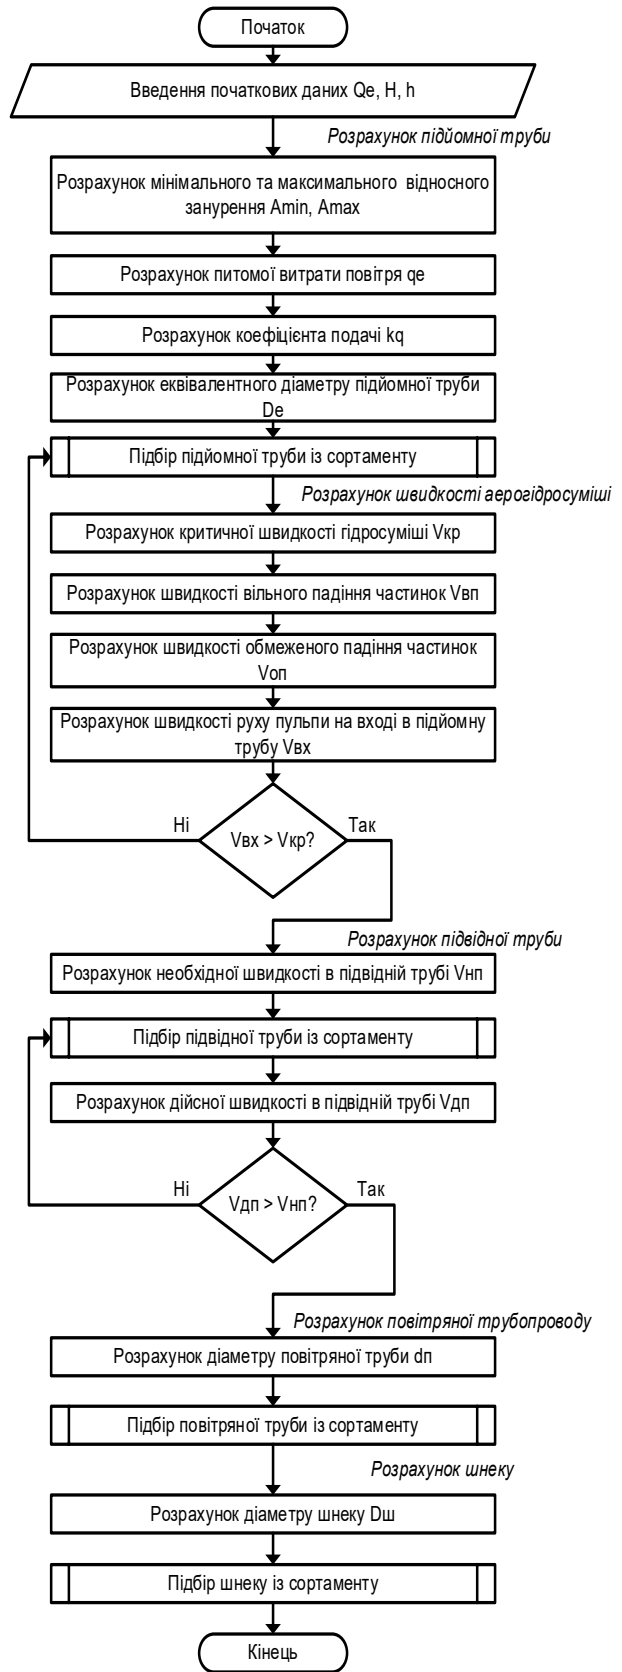 Початок
Введення початкових даних Qe, H, h
Розрахунок підйомної труби
Розрахунок мінімального та максимального відносного
занурення Amin, Amax
Розрахунок питомої витрати повітря qe
Розрахунок коефіцієнта подачі kq
Розрахунок еквівалентного діаметру підйомної труби
De
Підбір підйомної труби із сортаменту
Розрахунок швидкості аерогідросуміші
Розрахунок критичної швидкості гідросуміші Vкр
Розрахунок швидкості вільного падіння частинок Vвп
Розрахунок швидкості обмеженого падіння частинок
Vоп
Розрахунок швидкості руху пульпи на вході в підйомну
трубу Vвх
Ні
Vвх > Vкр?
Так
Розрахунок підвідної труби
Розрахунок необхідної швидкості в підвідній трубі Vнп
Підбір підвідної труби із сортаменту
Розрахунок дійсної швидкості в підвідній трубі Vдп
Ні
Vдп > Vнп?
Так
Розрахунок повітряної трубопроводу
Розрахунок діаметру повітряної труби dп
Підбір повітряної труби із сортаменту
Розрахунок шнеку
Розрахунок діаметру шнеку Dш
Підбір шнеку із сортаменту
Кінець